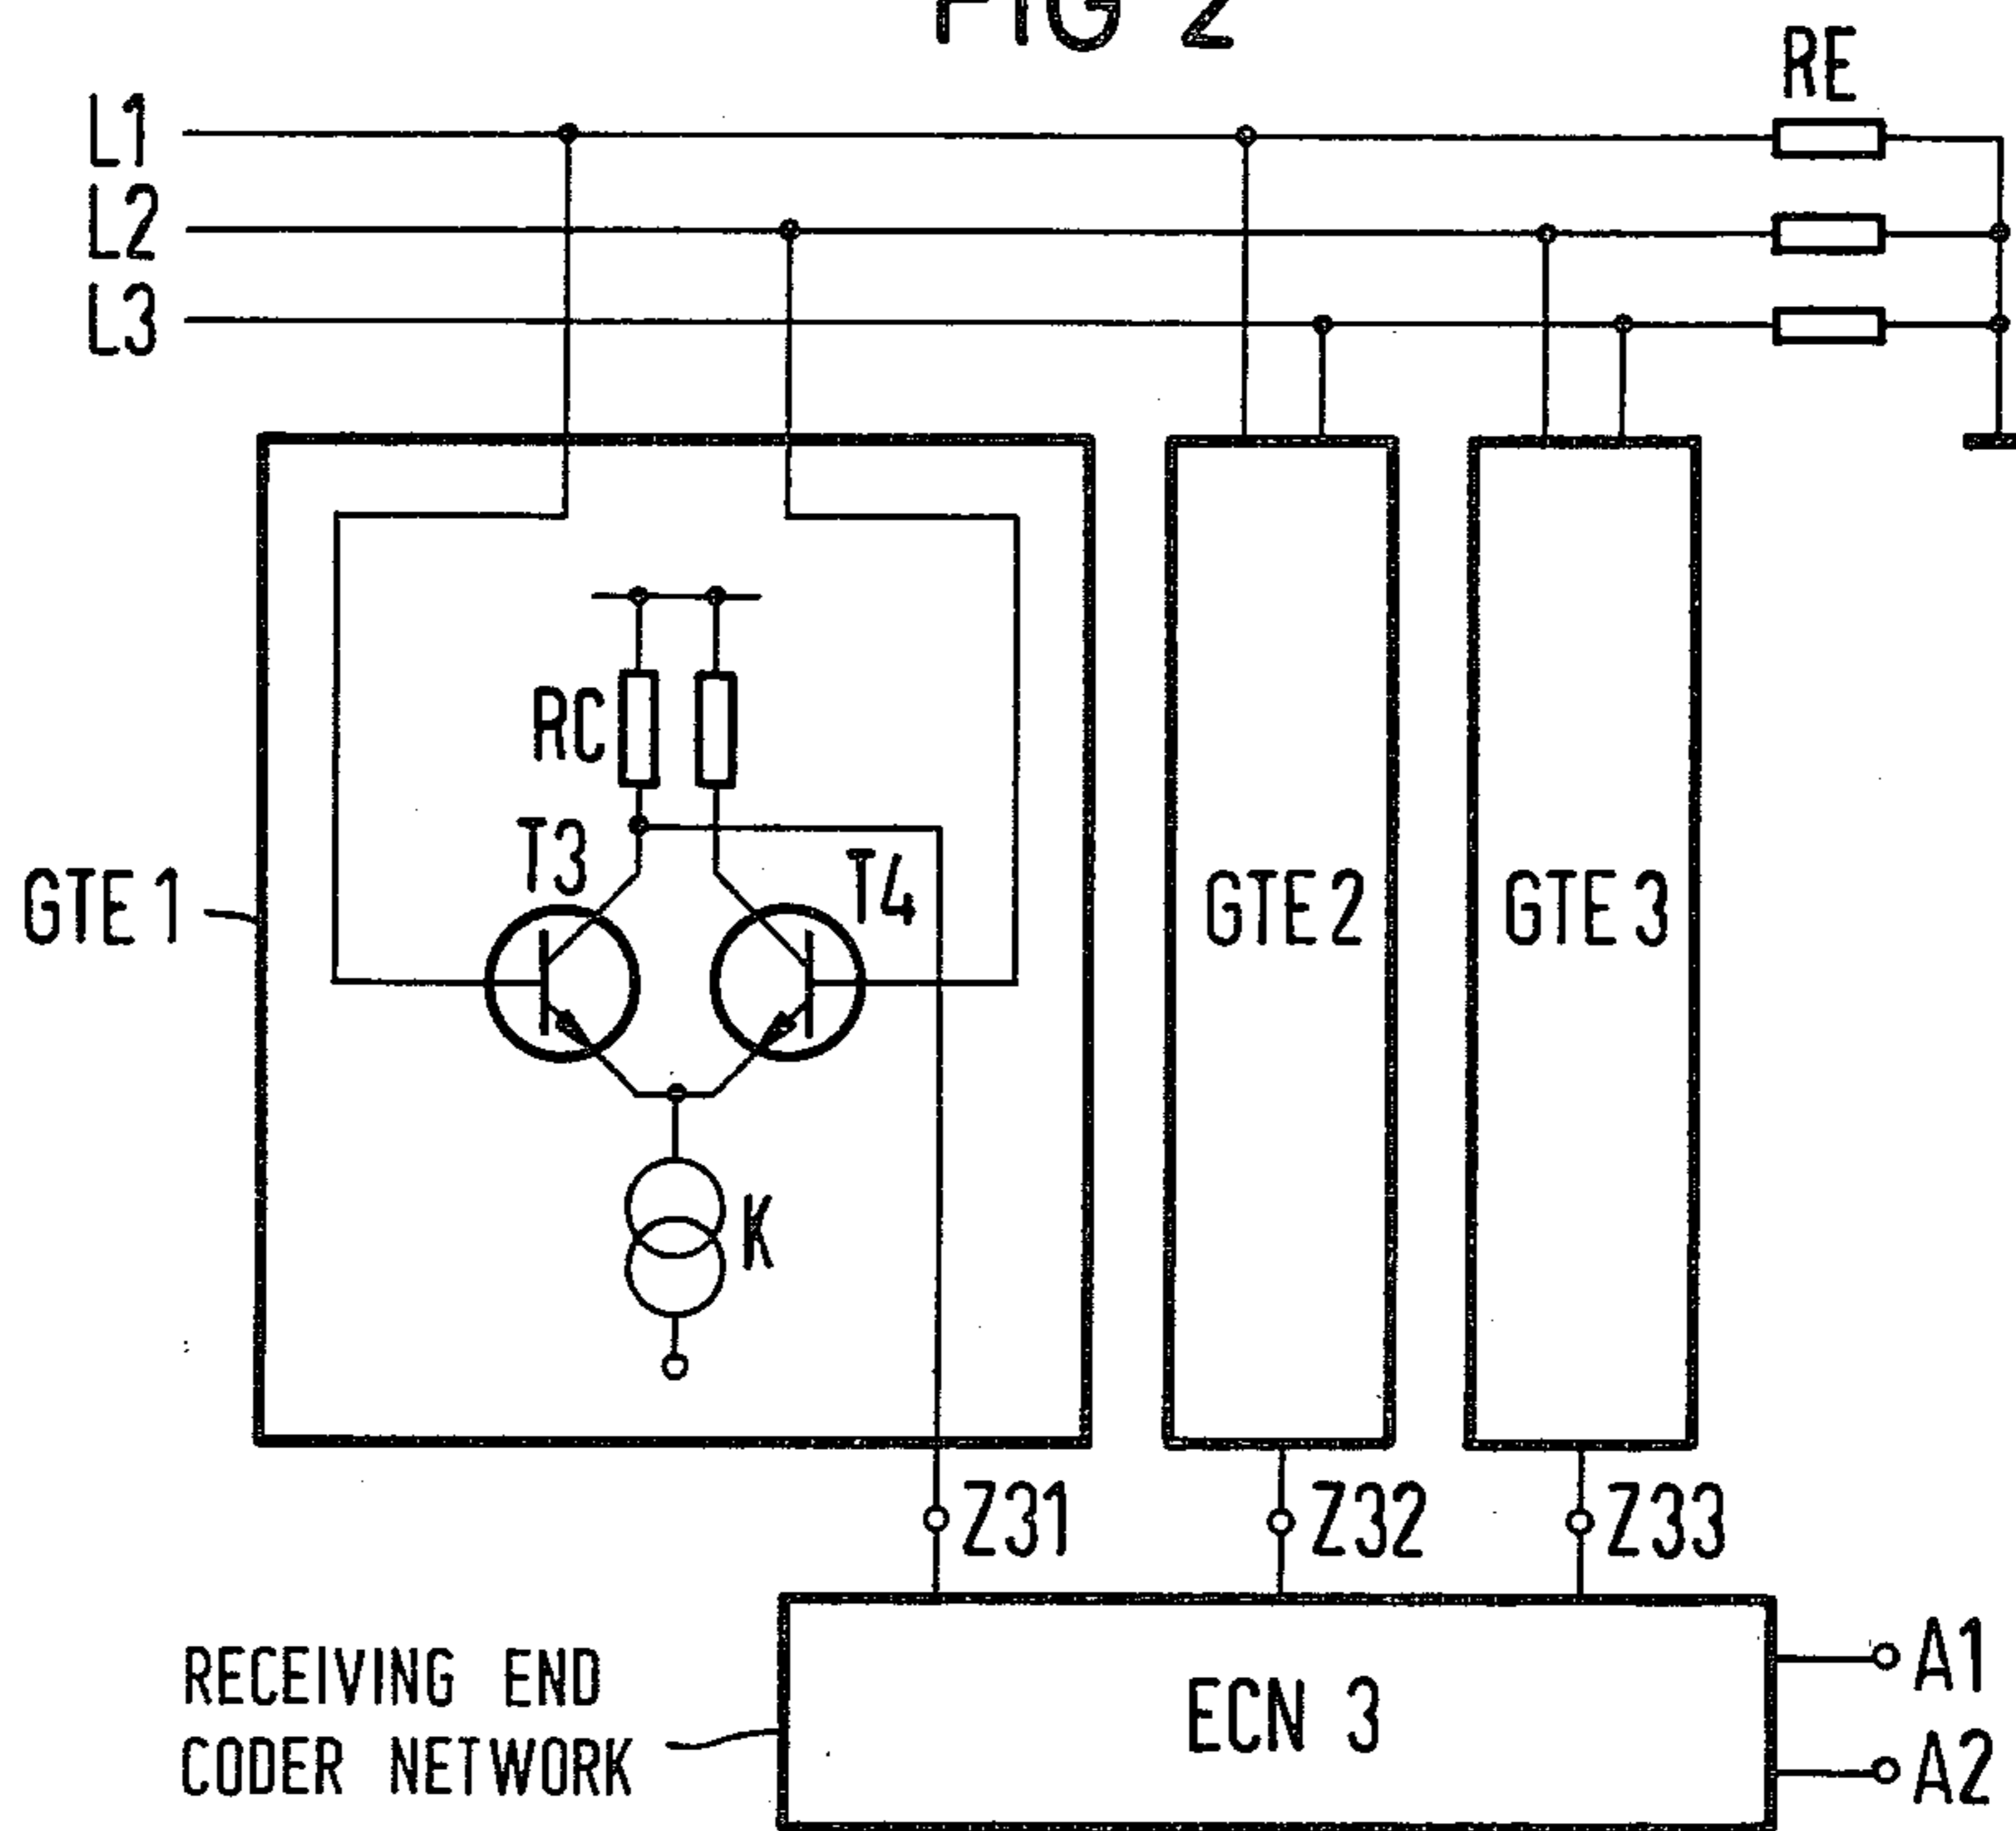 FIG 2
RE
L1
L2
L3
RC
T3
T4
GTE 1
GTE 2
GTE 3
K
Z31
Z32
Z33
RECEIVING END
CODER NETWORK
ECN 3
A1
A2